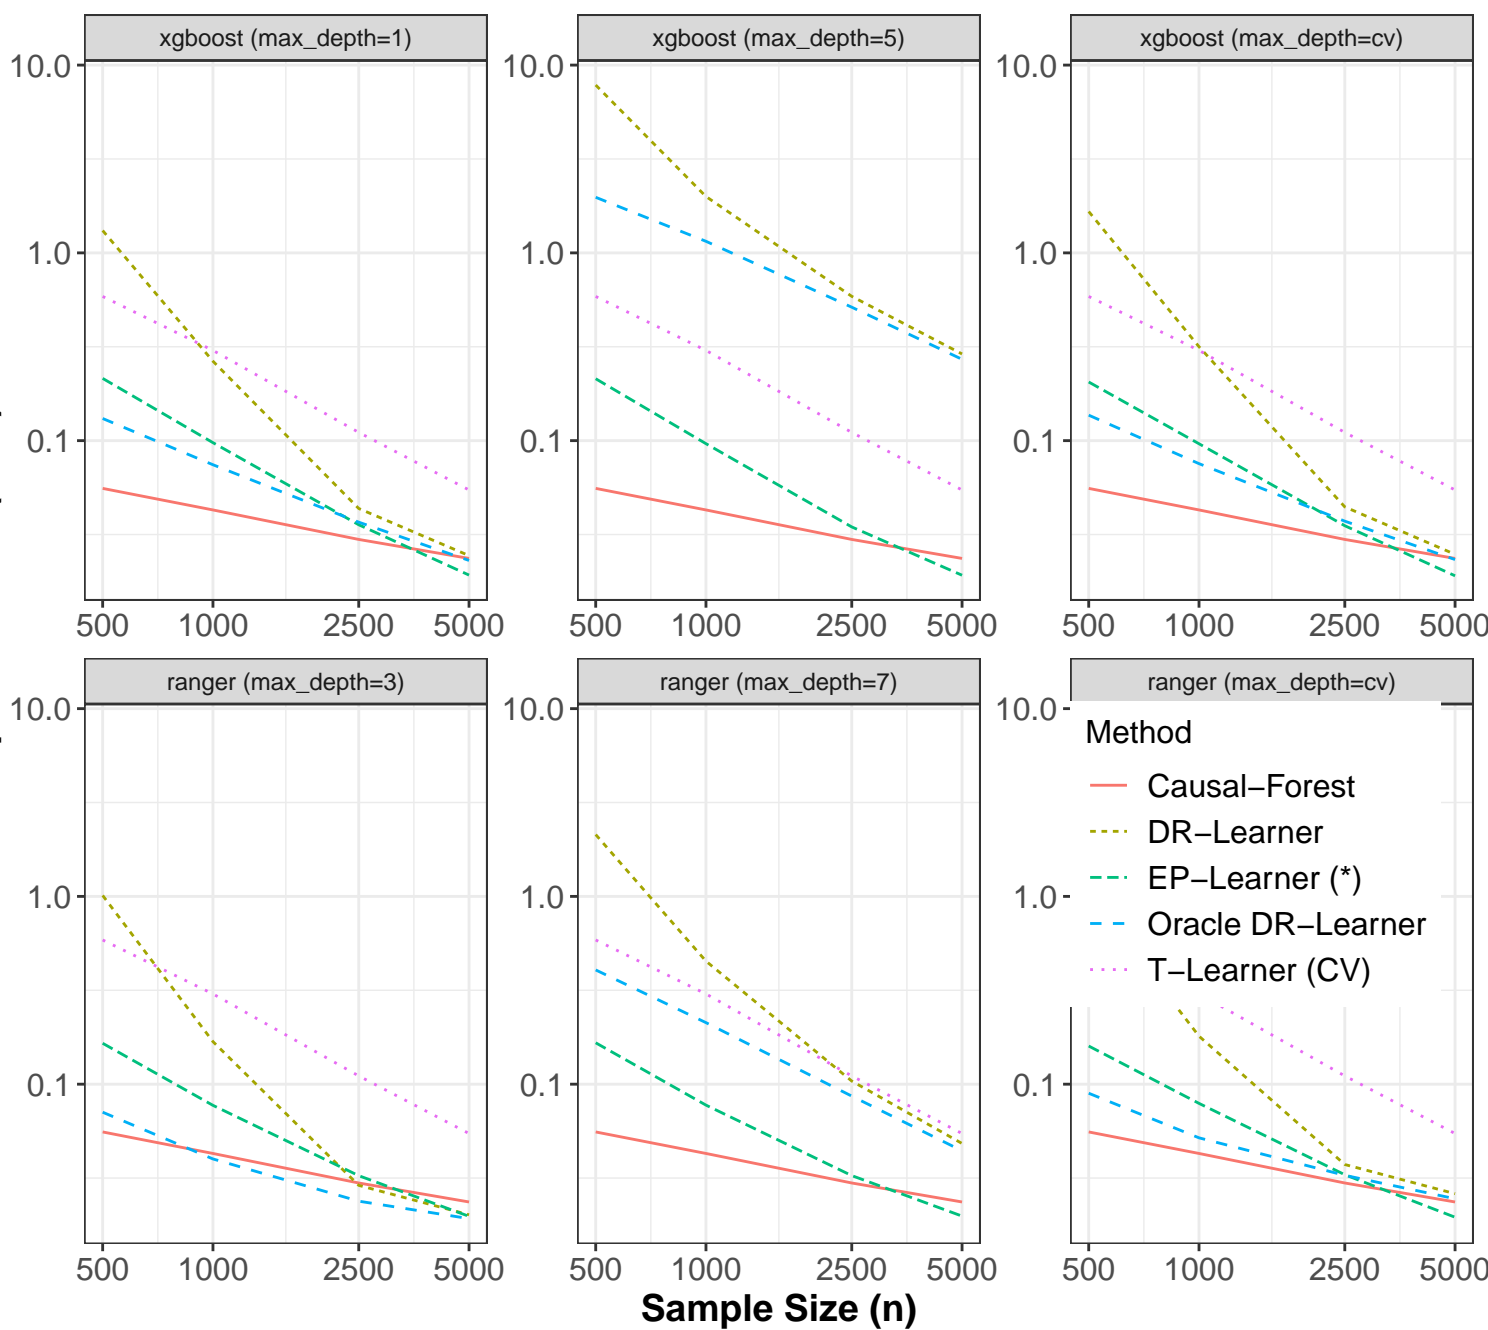 xgboost (max_depth=1)
xgboost (max_depth=5)
xgboost (max_depth=cv)
10.0
1.0
0.1
500 1000 2500 5000
10.0
1.0
0.1
500 1000 2500 5000
10.0
1.0
0.1
500 1000 2500 5000
ranger (max_depth=3)
ranger (max_depth=7)
ranger (max_depth=cv)
10.0
1.0
0.1
500 1000 2500 5000
10.0
1.0
0.1
500 1000 2500 5000
10.0
1.0
0.1
500 1000 2500 5000
Method
Causal−Forest
DR−Learner
EP−Learner (*)
Oracle DR−Learner
T−Learner (CV)
Sample Size (n)